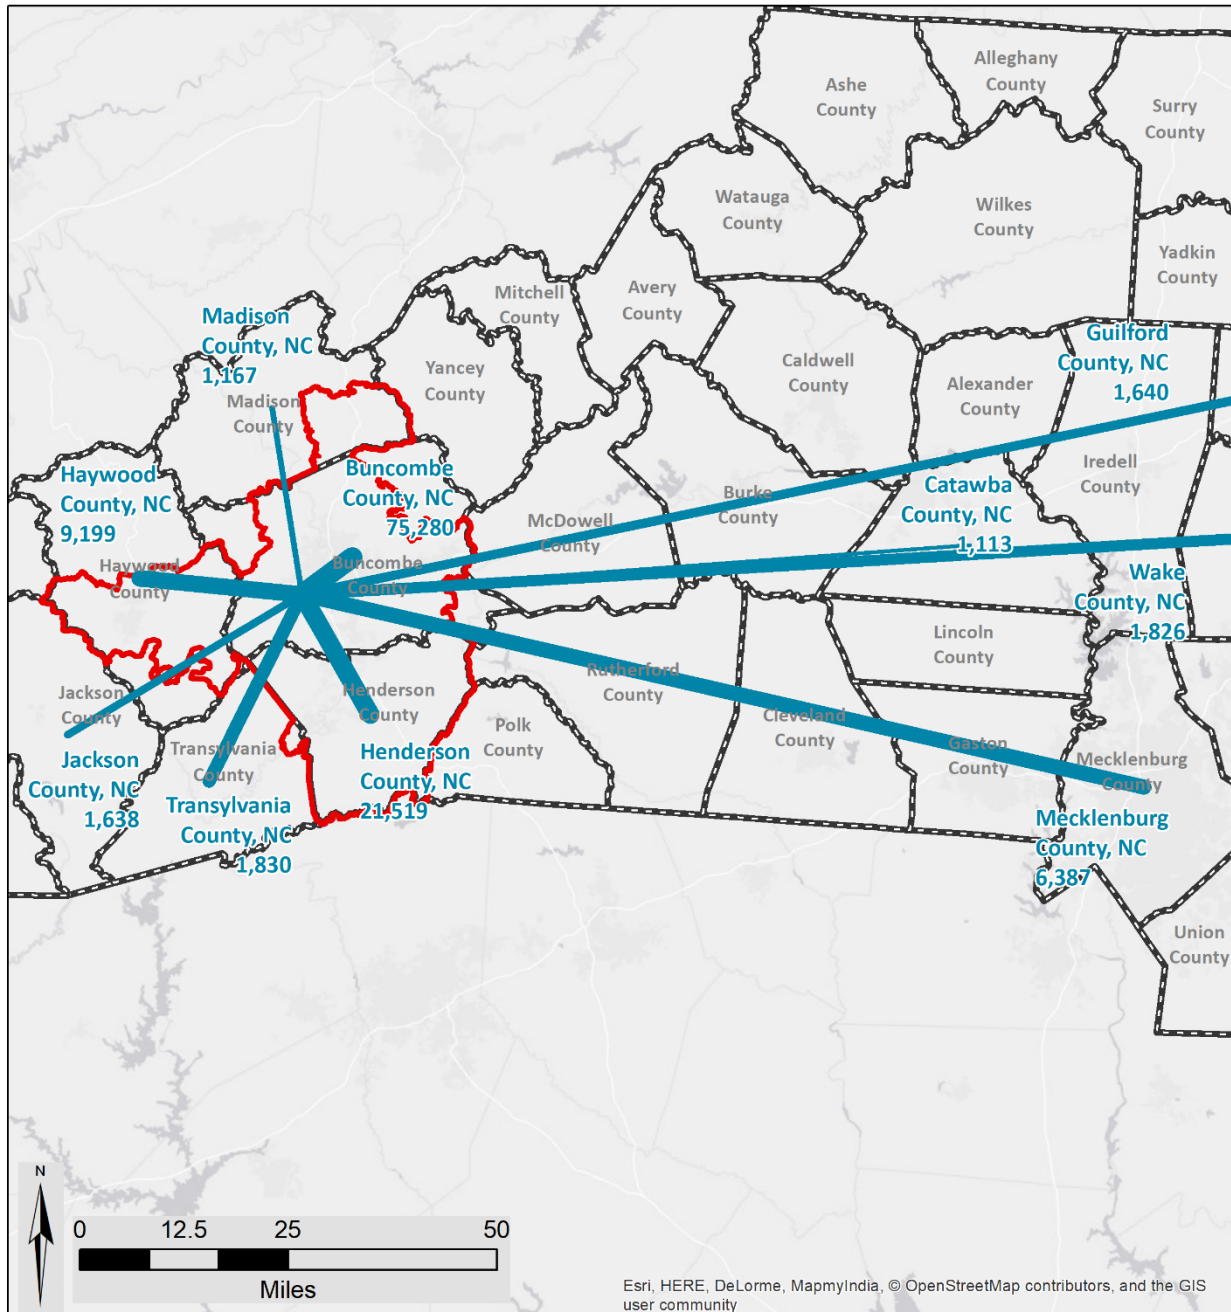 Alleghany
County
Ashe
County
Surry
County
Watauga
County
Wilkes
County
Yadkin
County
Mitchell
County
Avery
County
Madison
County, NC
1,167
Guilford
County, NC
1,640
Yancey
County
Caldwell
County
Alexander
County
Madison
County
Haywood
County, NC
9,199
Buncombe
County, NC
75,280
Iredell
County
Burke
County
Catawba
County, NC
1,113
McDowell
County
Haywood
County
Buncombe
County
Wake
County, NC
1,826
Lincoln
County
Rutherford
County
Jackson
County
Henderson
County
Cleveland
County
Polk
County
Transylvania
County
Gaston
County
Mecklenburg
County
Jackson
County, NC
1,638
Henderson
County, NC
21,519
Transylvania
County, NC
1,830
Mecklenburg
County, NC
6,387
Union
County
N
0 12.5 25 50
Miles
Esri, HERE, DeLorme, MapmyIndia, © OpenStreetMap contributors, and the GIS
user community